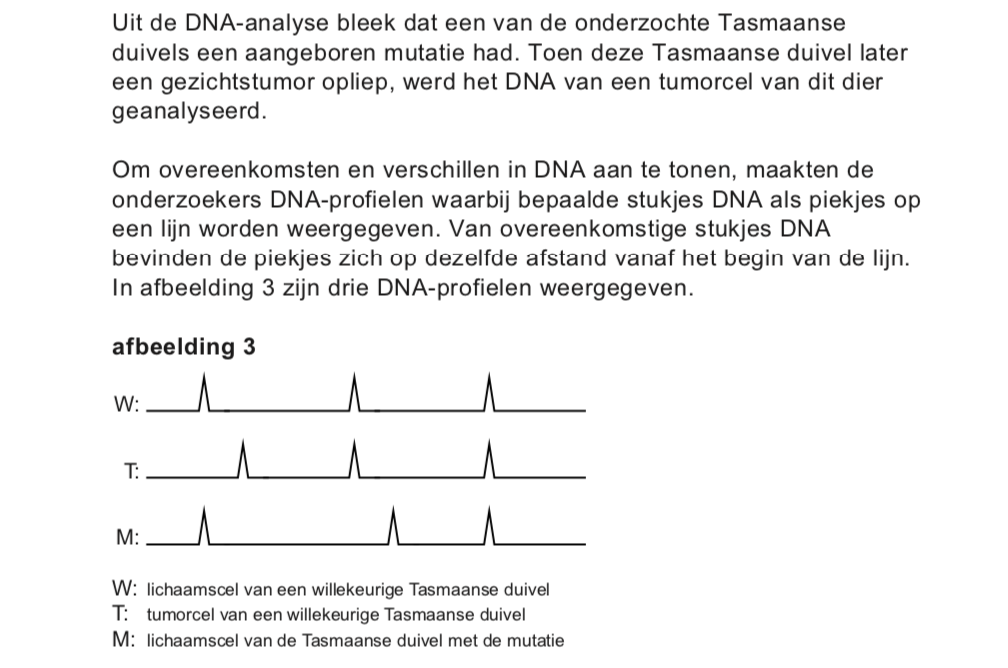 Uit de DNA-analyse bleek dat een van de onderzochte Tasmaanse
duivels een aangeboren mutatie had. Toen deze Tasmaanse duivel later
een gezichtstumor opliep, werd het DNA van een tumorcel van dit dier
geanalyseerd.
Om overeenkomsten en verschillen in DNA aan te tonen, maakten de
onderzoekers DNA-profielen waarbij bepaalde stukjes DNA als piekjes op
een lijn worden weergegeven. Van overeenkomstige stukjes DNA
bevinden de piekjes zich op dezelfde afstand vanaf het begin van de lijn.
In afbeelding 3 zijn drie DNA-profielen weergegeven.
afbeelding 3
W:
T:
M:
W: lichaamscel van een willekeurige Tasmaanse duivel
T: tumorcel van een willekeurige Tasmaanse duivel
M: lichaamscel van de Tasmaanse duivel met de mutatie